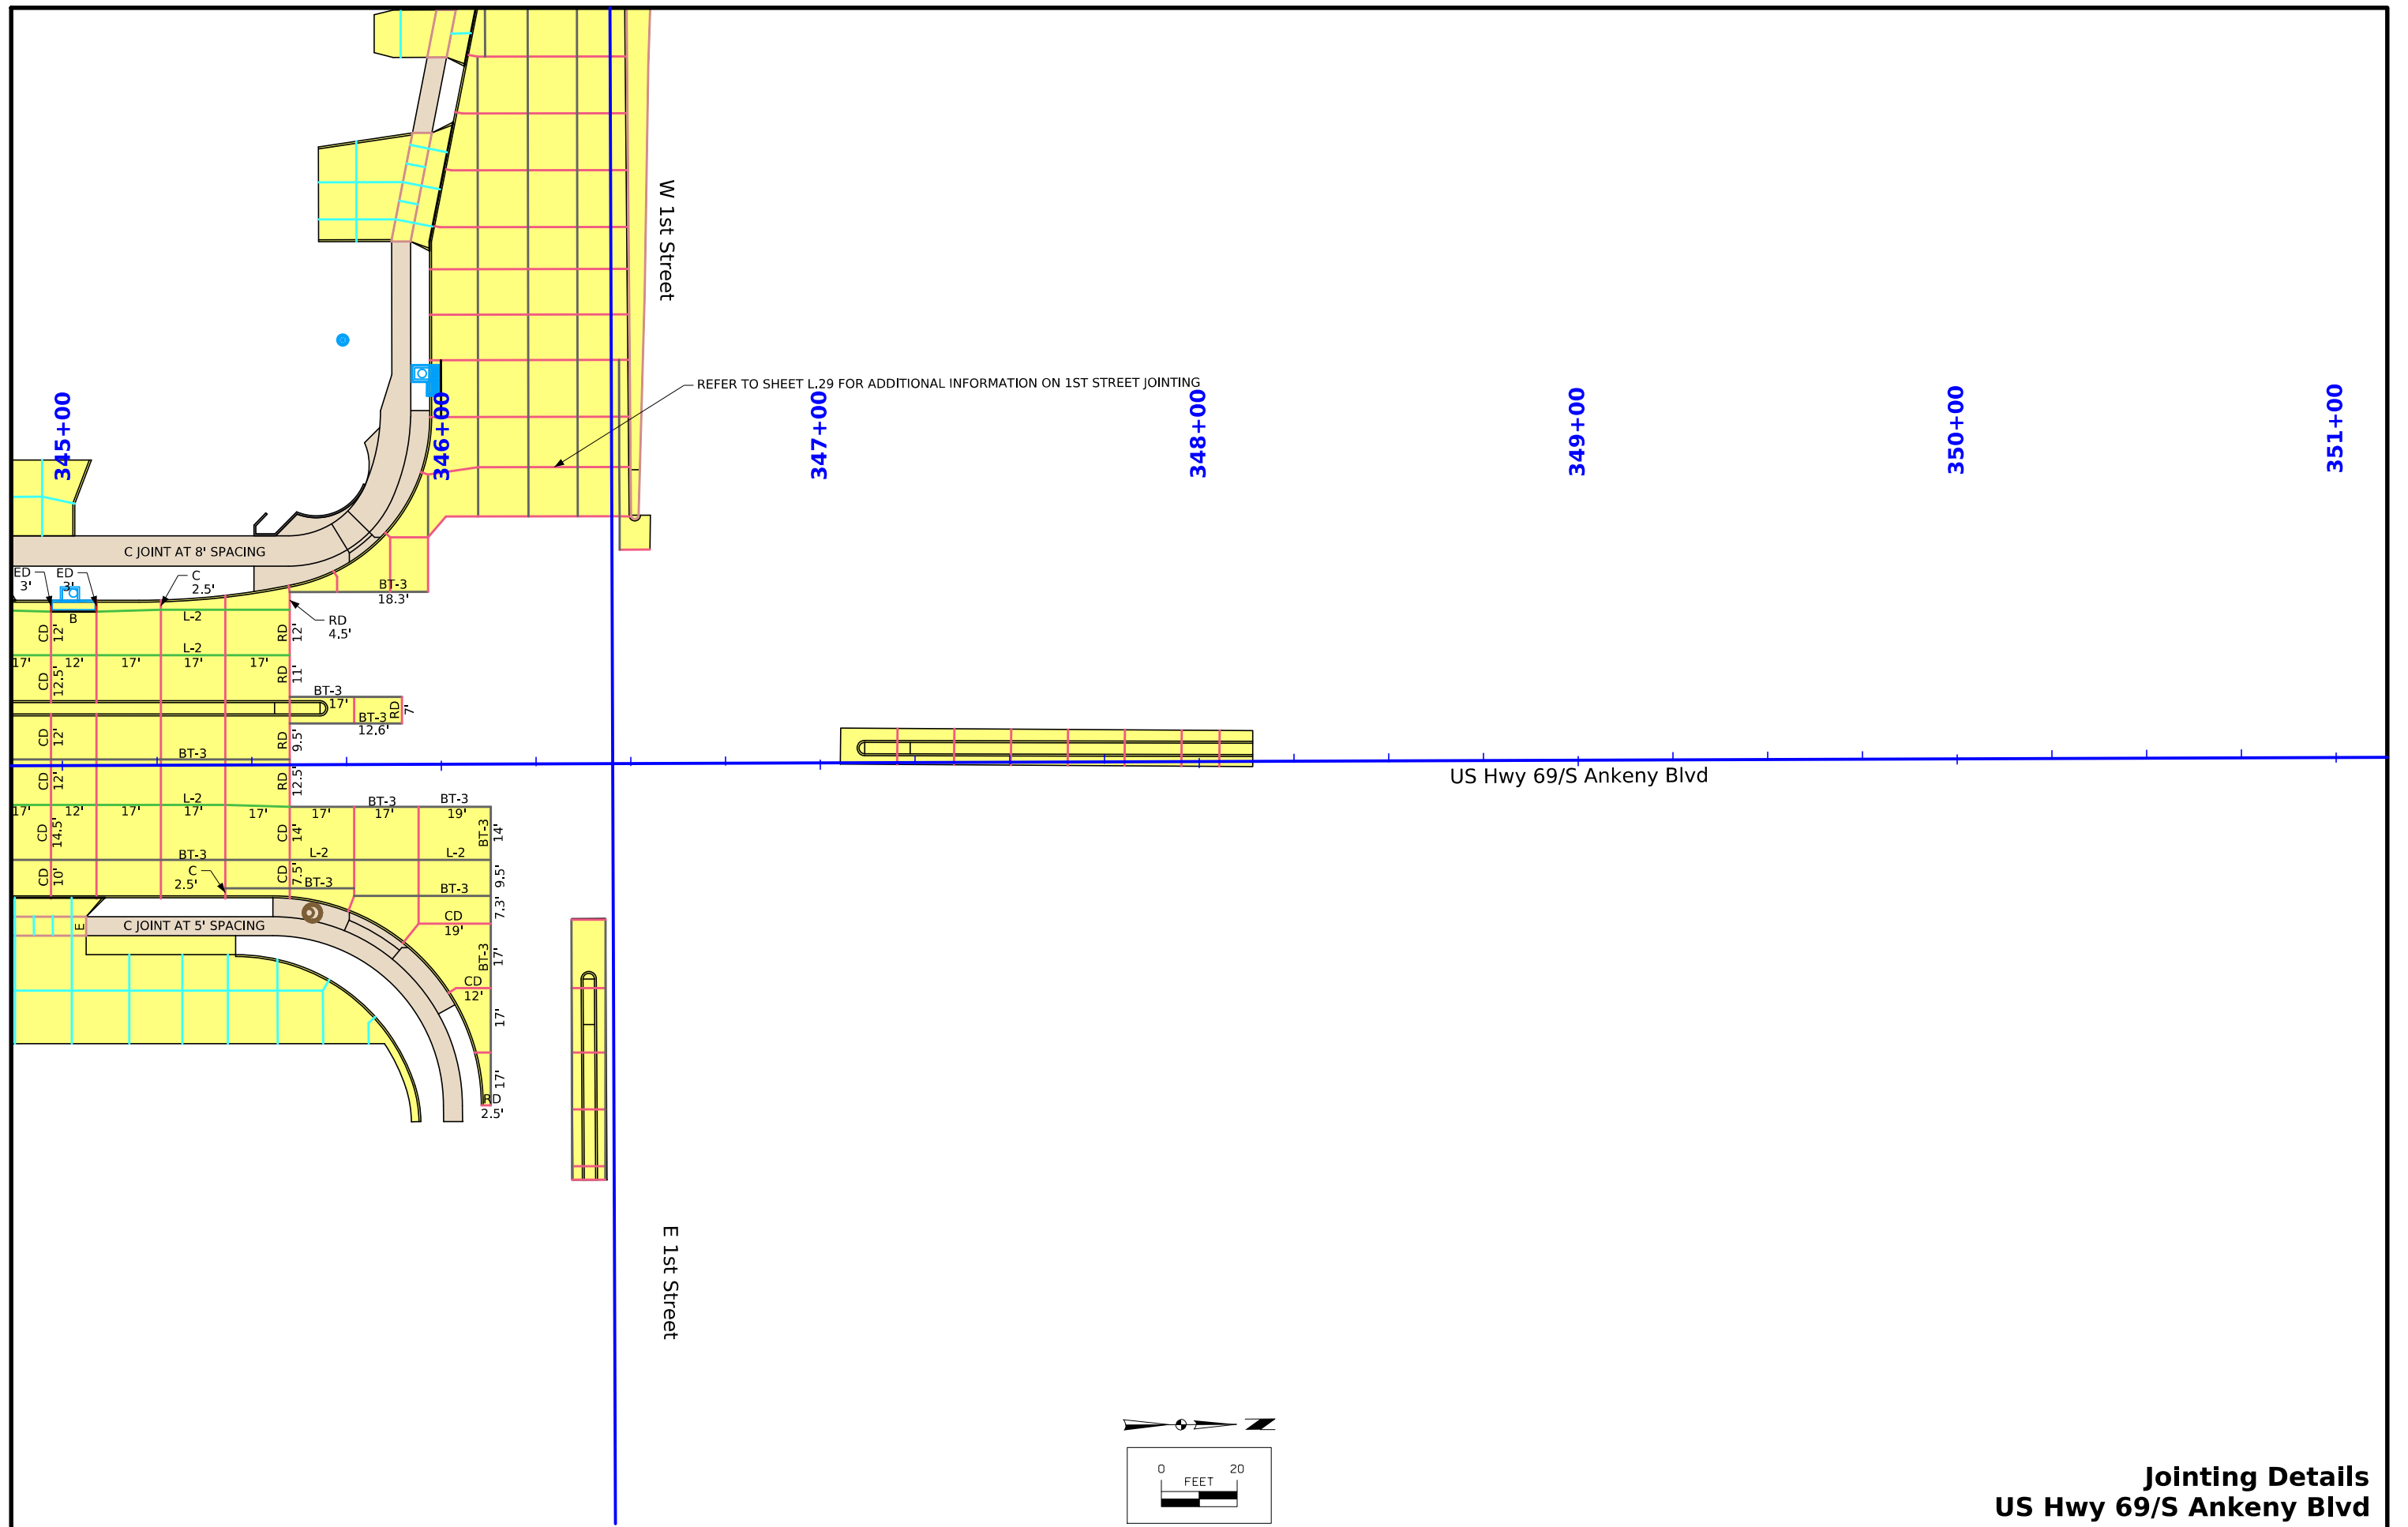 W 1st Street
REFER TO SHEET L.29 FOR ADDITIONAL INFORMATION ON 1ST STREET JOINTING
345+00
346+00
347+00
348+00
349+00
350+00
351+00
C JOINT AT 8' SPACING
ED
3'
ED
3'
C
2.5'
BT-3
18.3'
B
L-2
RD
4.5'
CD
12'
RD
12'
L-2
17'
12'
17'
17'
17'
CD
12.5'
RD
11'
BT-3
17'
RD
7'
BT-3
12.6'
CD
12'
RD
9.5'
BT-3
CD
12'
RD
12.5'
US Hwy 69/S Ankeny Blvd
L-2
BT-3
BT-3
17'
12'
17'
17'
17'
17'
17'
19'
CD
14.5'
CD
14'
BT-3
14'
BT-3
L-2
L-2
C
2.5'
CD
10'
CD
7.5'
BT-3
BT-3
9.5'
7.3'
CD
19'
E
C JOINT AT 5' SPACING
BT-3
17'
CD
12'
17'
17'
RD
2.5'
E 1st Street
N
0 20
FEET
Jointing Details
US Hwy 69/S Ankeny Blvd